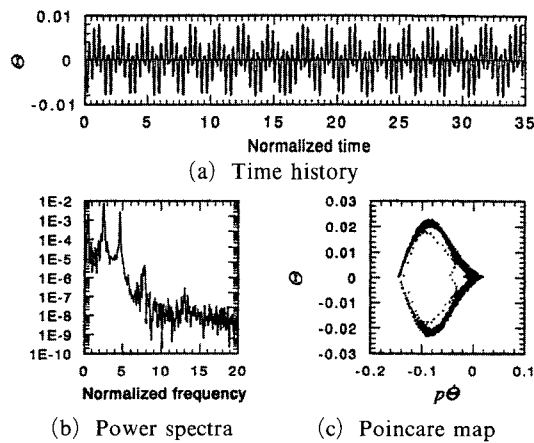 0.01
Θ
0
-0.01
0 5 10 15 20 25 30 35
Normalized time
(a) Time history
1E-2
1E-3
1E-4
1E-5
1E-6
1E-7
1E-8
1E-9
1E-10
0 5 10 15 20
Normalized frequency
(b) Power spectra
0.03
0.02
0.01
Θ
0
-0.01
-0.02
-0.03
-0.2 -0.1 0 0.1
pΘ̇
(c) Poincare map